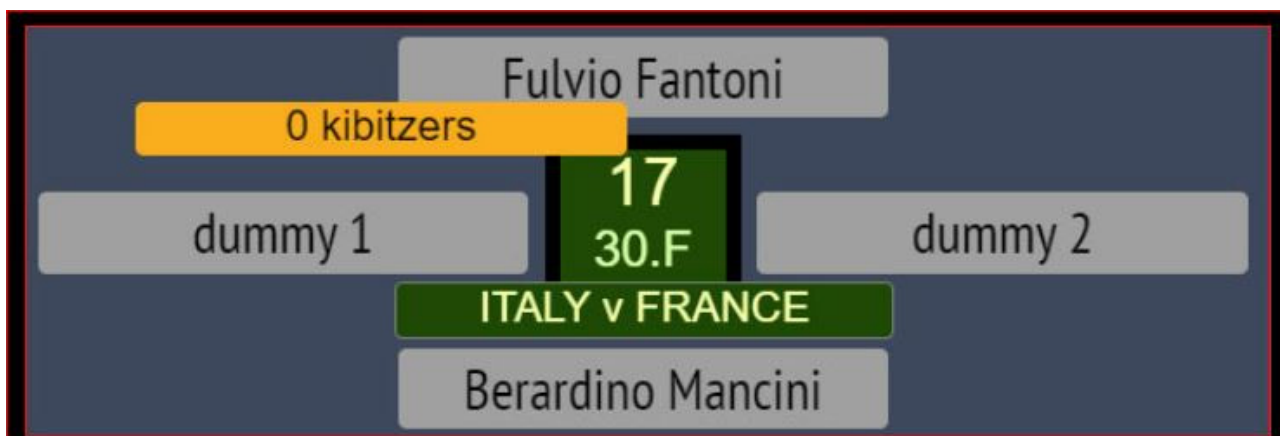 Fulvio Fantoni
0 kibitzers
17
dummy 1
30.F
dummy 2
ITALY v FRANCE
Berardino Mancini